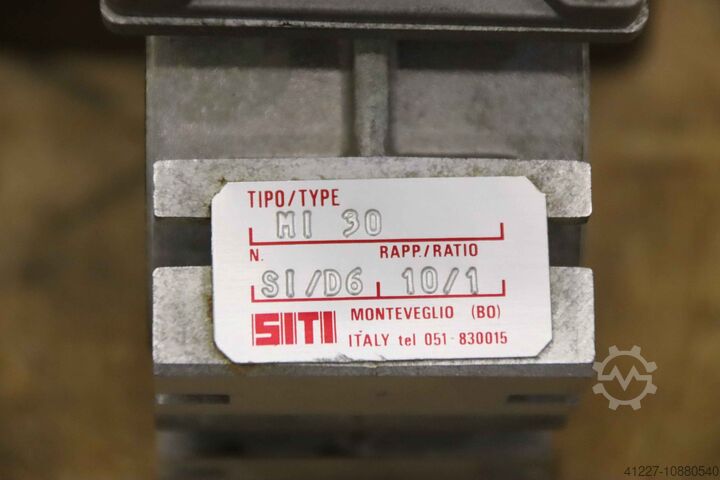 TIPO/TYPE
MI 30
N. RAPP./RATIO
SI/D6 10/1
SITI MONTEVEGLIO (BO)
ITALY tel 051-830015
41227-10880540